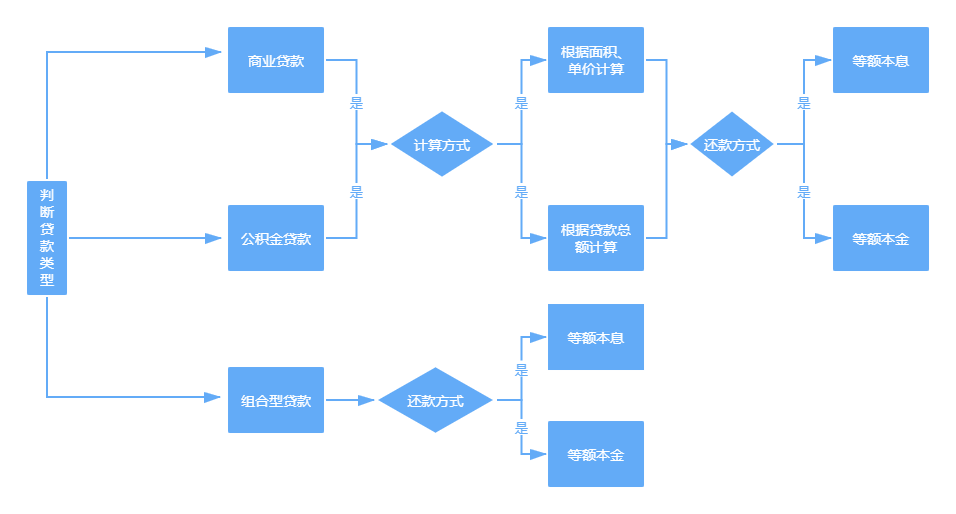 判
断
贷
款
类
型
商业贷款
是
公积金贷款
是
计算方式
是
是
根据面积、
单价计算
根据贷款总
额计算
还款方式
是
是
等额本息
等额本金
组合型贷款
还款方式
是
是
等额本息
等额本金